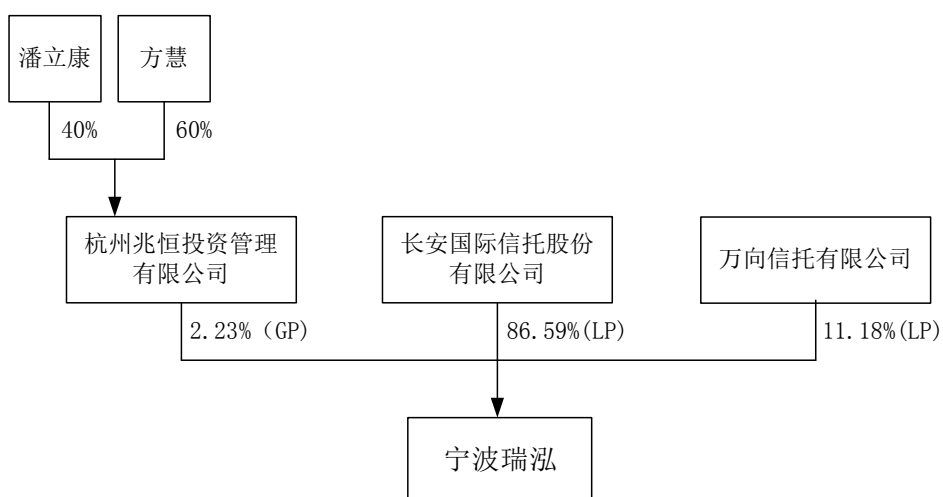 潘立康
方慧
40%
60%
杭州兆恒投资管理
有限公司
长安国际信托股份
有限公司
万向信托有限公司
2.23%（GP)
86.59%(LP)
11.18%(LP)
宁波瑞泓